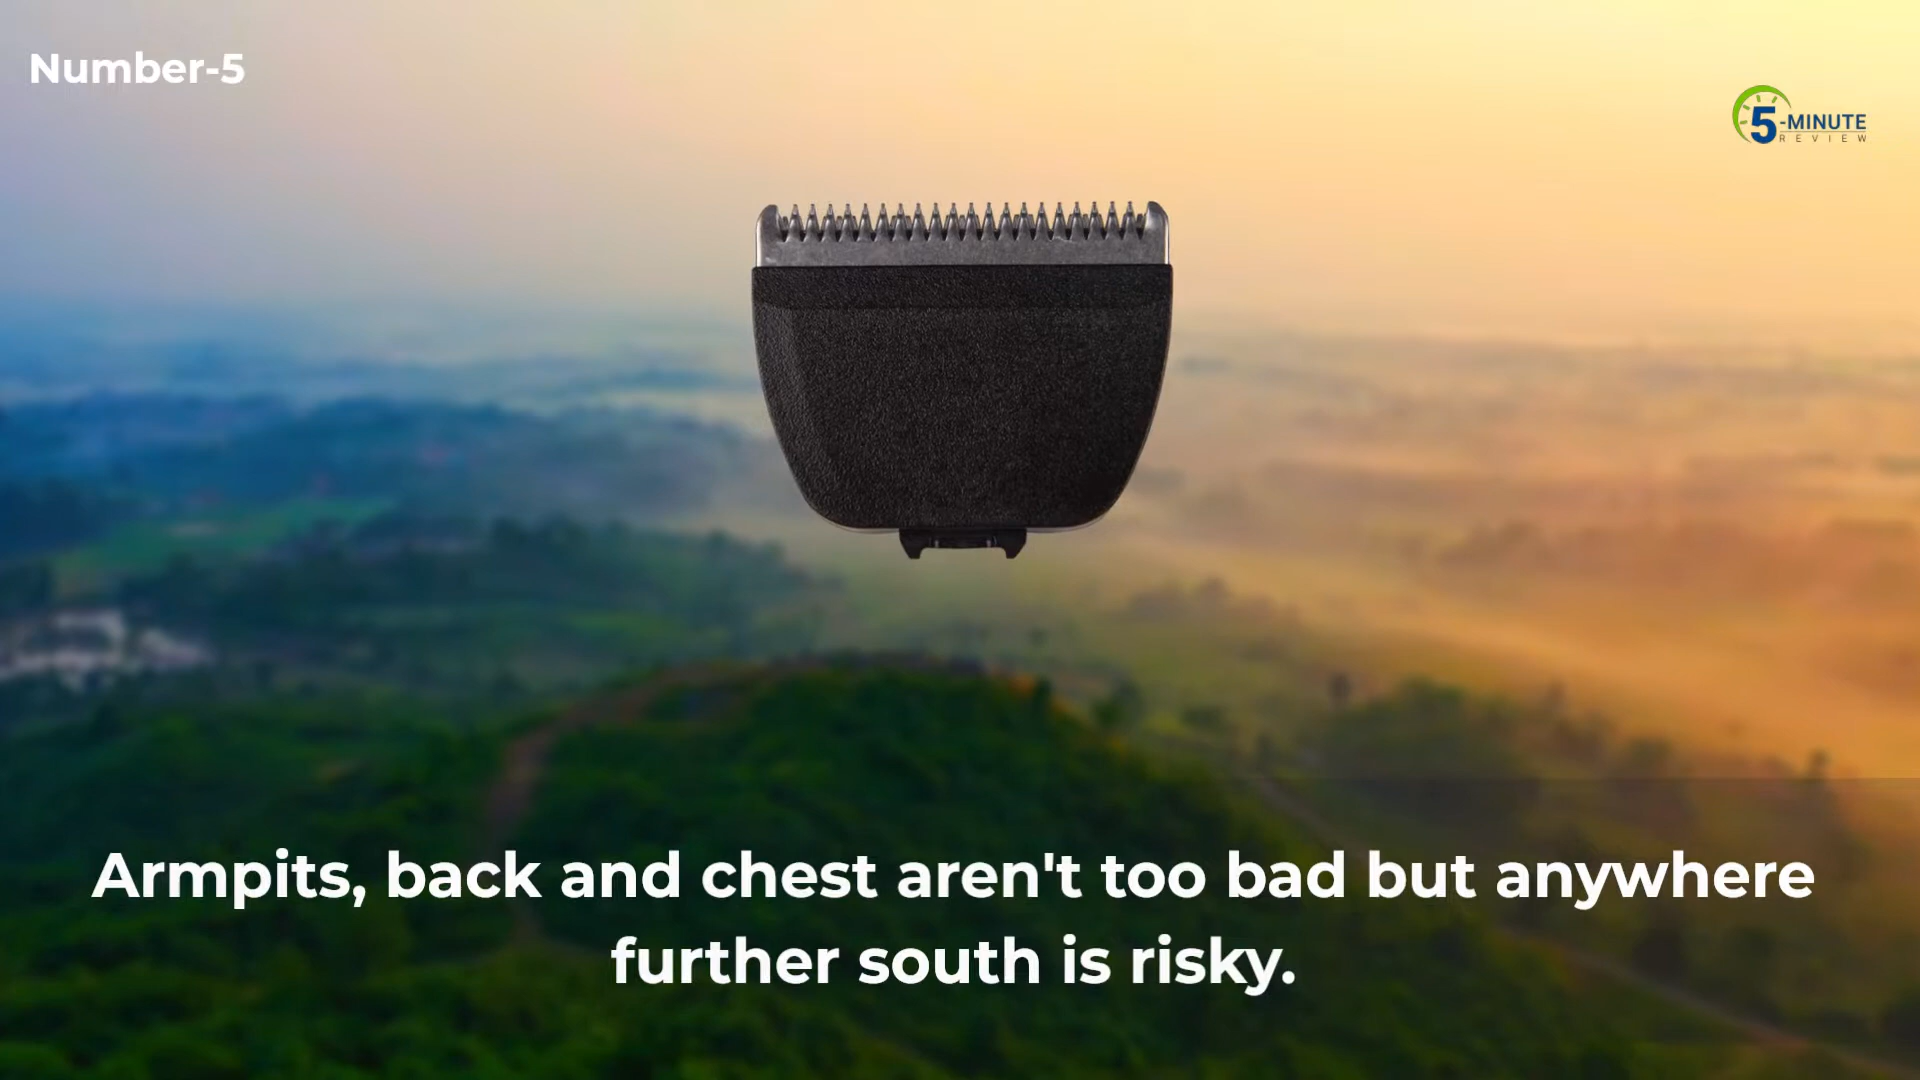 Number-5
5-MINUTE
REVIEW
Armpits, back and chest aren't too bad but anywhere
further south is risky.